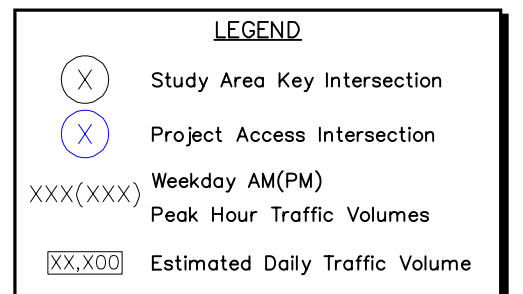 LEGEND
X Study Area Key Intersection
X Project Access Intersection
XXX(XXX) Weekday AM(PM)
Peak Hour Traffic Volumes
XX,X00 Estimated Daily Traffic Volume